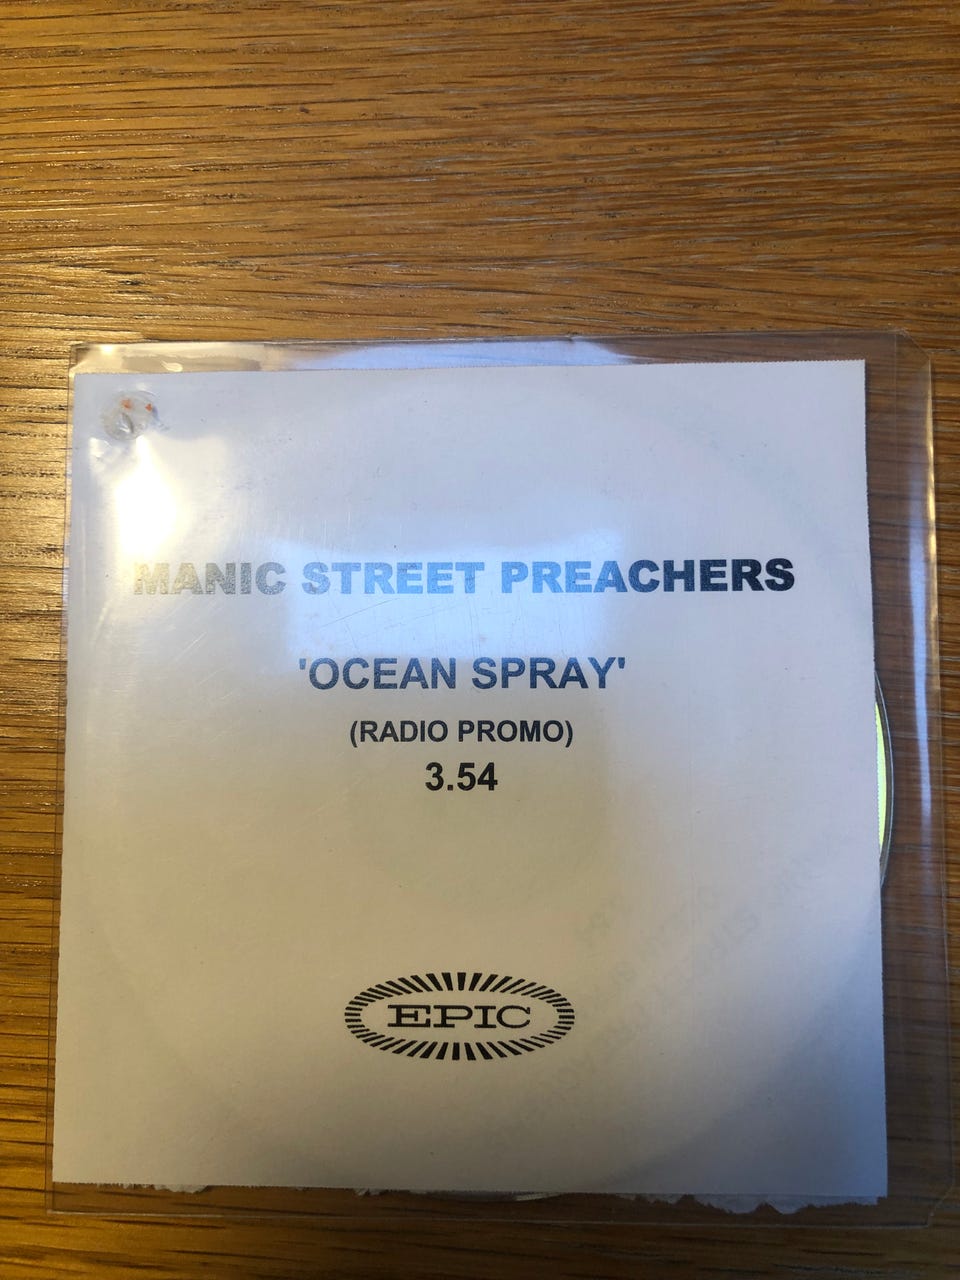 MANIC STREET PREACHERS
'OCEAN SPRAY'
(RADIO PROMO)
3.54
EPIC